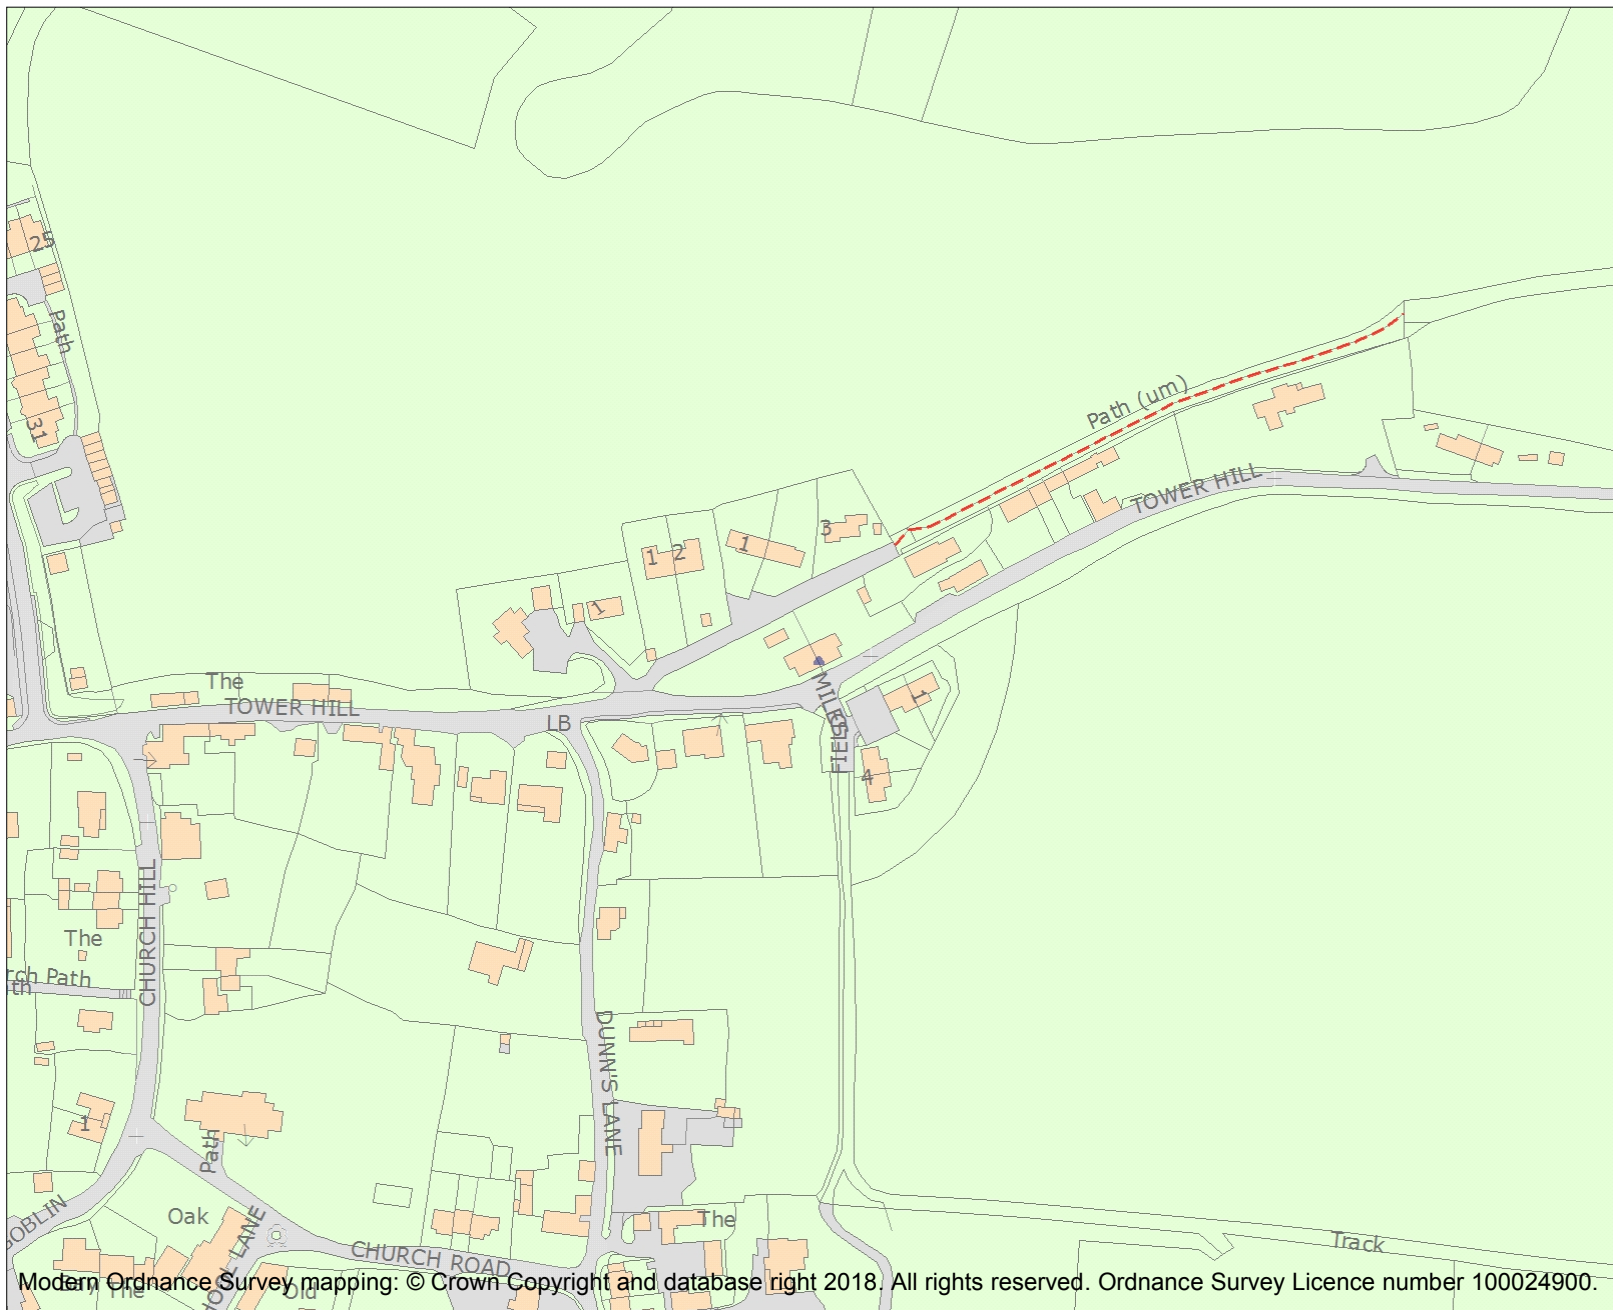 25
Path
31
Path (um)
TOWER HILL
3
1
1
2
1
The
TOWER HILL
LB
MILES
FIELD
1
4
CHURCH HILL
The
rch Path
th
DUNN'S LANE
1
Path
Oak
GOBLIN
HOOL LANE
CHURCH ROAD
The
Track
The
Old
Modern Ordnance Survey mapping: © Crown Copyright and database right 2018. All rights reserved. Ordnance Survey Licence number 100024900.